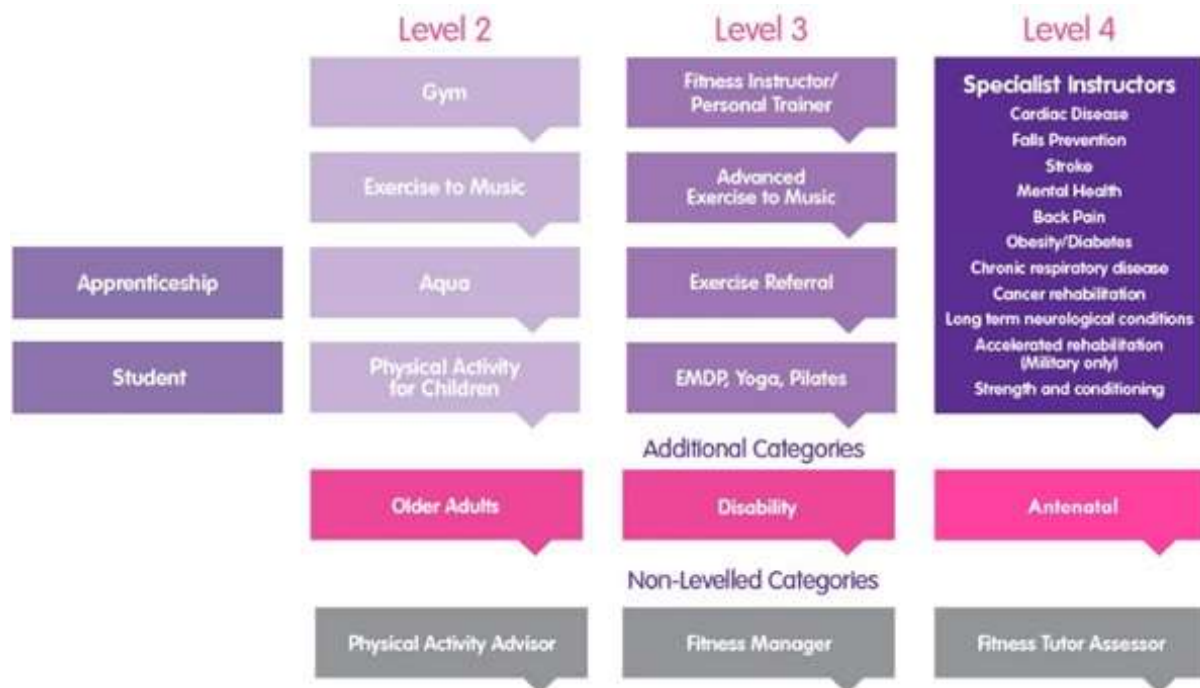 Level 2
Level 3
Level 4
Gym
Fitness Instructor/
Personal Trainer
Specialist Instructors
Cardiac Disease
Falls Prevention
Stroke
Mental Health
Back Pain
Obesity/Diabetes
Chronic respiratory disease
Cancer rehabilitation
Long term neurological conditions
Accelerated rehabilitation
(Military only)
Strength and conditioning
Exercise to Music
Advanced
Exercise to Music
Apprenticeship
Aqua
Exercise Referral
Student
Physical Activity
for Children
EMDP, Yoga, Pilates
Additional Categories
Older Adults
Disability
Antenatal
Non-Levelled Categories
Physical Activity Advisor
Fitness Manager
Fitness Tutor Assessor